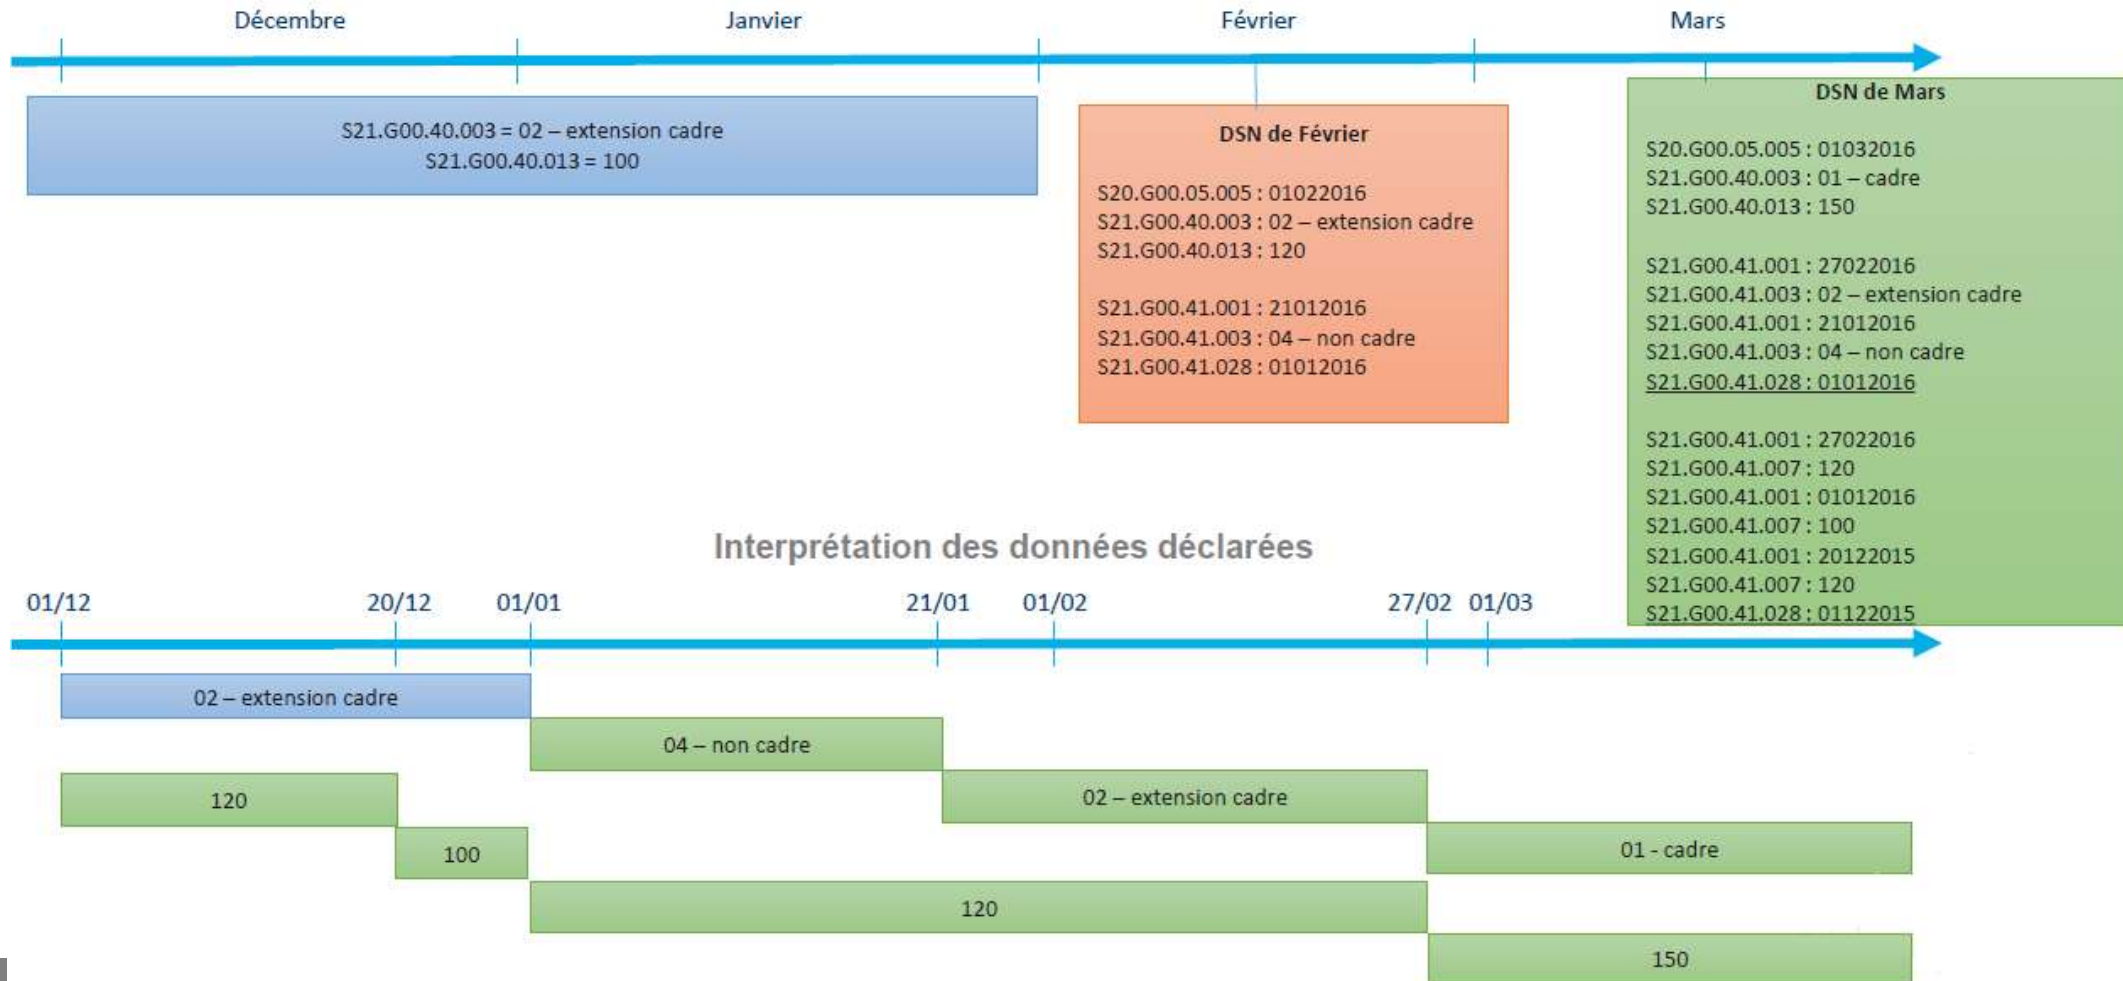 Décembre
Janvier
Février
Mars
S21.G00.40.003 = 02 – extension cadre
S21.G00.40.013 = 100
DSN de Février
S20.G00.05.005 : 01022016
S21.G00.40.003 : 02 – extension cadre
S21.G00.40.013 : 120
S21.G00.41.001 : 21012016
S21.G00.41.003 : 04 – non cadre
S21.G00.41.028 : 01012016
DSN de Mars
S20.G00.05.005 : 01032016
S21.G00.40.003 : 01 – cadre
S21.G00.40.013 : 150
S21.G00.41.001 : 27022016
S21.G00.41.003 : 02 – extension cadre
S21.G00.41.001 : 21012016
S21.G00.41.003 : 04 – non cadre
S21.G00.41.028 : 01012016
S21.G00.41.001 : 27022016
S21.G00.41.007 : 120
S21.G00.41.001 : 01012016
S21.G00.41.007 : 100
S21.G00.41.001 : 20122015
S21.G00.41.007 : 120
S21.G00.41.028 : 01122015
Interprétation des données déclarées
01/12
20/12
01/01
21/01
01/02
27/02
01/03
02 – extension cadre
04 – non cadre
120
02 – extension cadre
100
01 - cadre
120
150